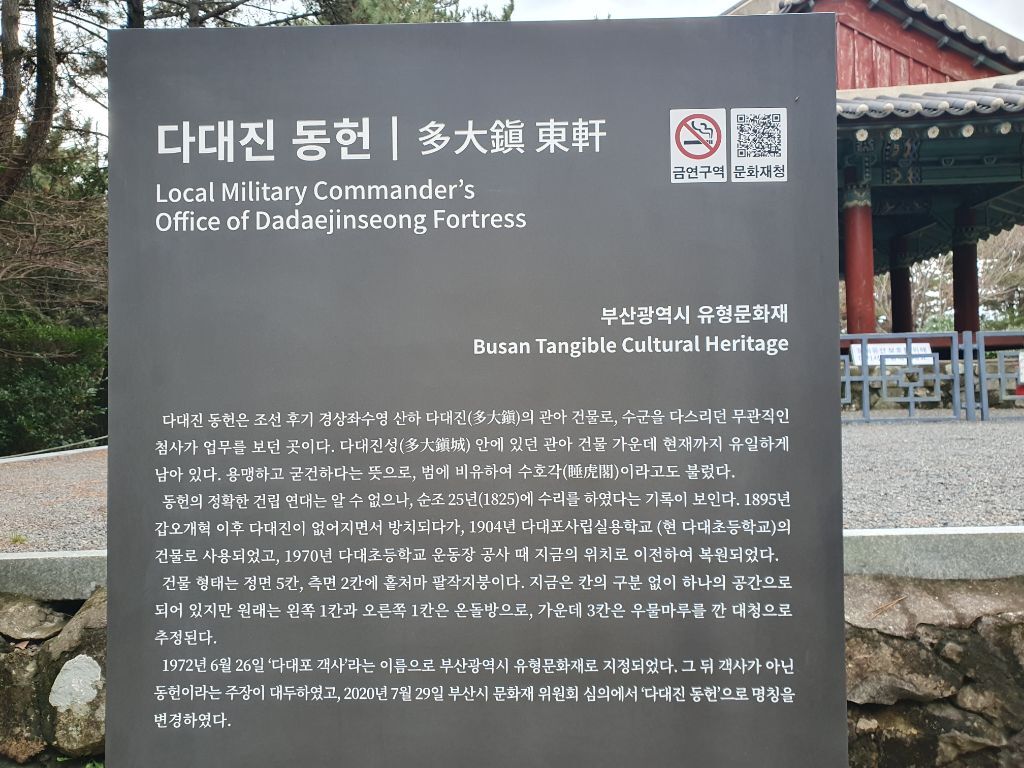 다대진 동헌 | 多大鎭 東軒
금연구역 문화재청
Local Military Commander's
Office of Dadaejinseong Fortress
부산광역시 유형문화재
Busan Tangible Cultural Heritage
다대진 동헌은 조선 후기 경상좌수영 산하 다대진(多大鎭)의 관아 건물로, 수군을 다스리던 무관직인
첨사가 업무를 보던 곳이다. 다대진성(多大鎭城) 안에 있던 관아 건물 가운데 현재까지 유일하게
남아 있다. 용맹하고 굳건하다는 뜻으로, 범에 비유하여 수호각(睡虎閣)이라고도 불렀다.
동헌의 정확한 건립 연대는 알 수 없으나, 순조 25년(1825)에 수리를 하였다는 기록이 보인다. 1895년
갑오개혁 이후 다대진이 없어지면서 방치되다가, 1904년 다대포사립실용학교(현 다대초등학교)의
건물로 사용되었고, 1970년 다대초등학교 운동장 공사 때 지금의 위치로 이전하여 복원되었다.
건물 형태는 정면 5칸, 측면 2칸에 홑처마 팔작지붕이다. 지금은 칸의 구분 없이 하나의 공간으로
되어 있지만 원래는 왼쪽 1칸과 오른쪽 1칸은 온돌방으로, 가운데 3칸은 우물마루를 깐 대청으로
추정된다.
1972년 6월 26일 '다대포 객사'라는 이름으로 부산광역시 유형문화재로 지정되었다. 그 뒤 객사가 아닌
동헌이라는 주장이 대두하였고, 2020년 7월 29일 부산시 문화재 위원회 심의에서 '다대진 동헌'으로 명칭을
변경하였다.